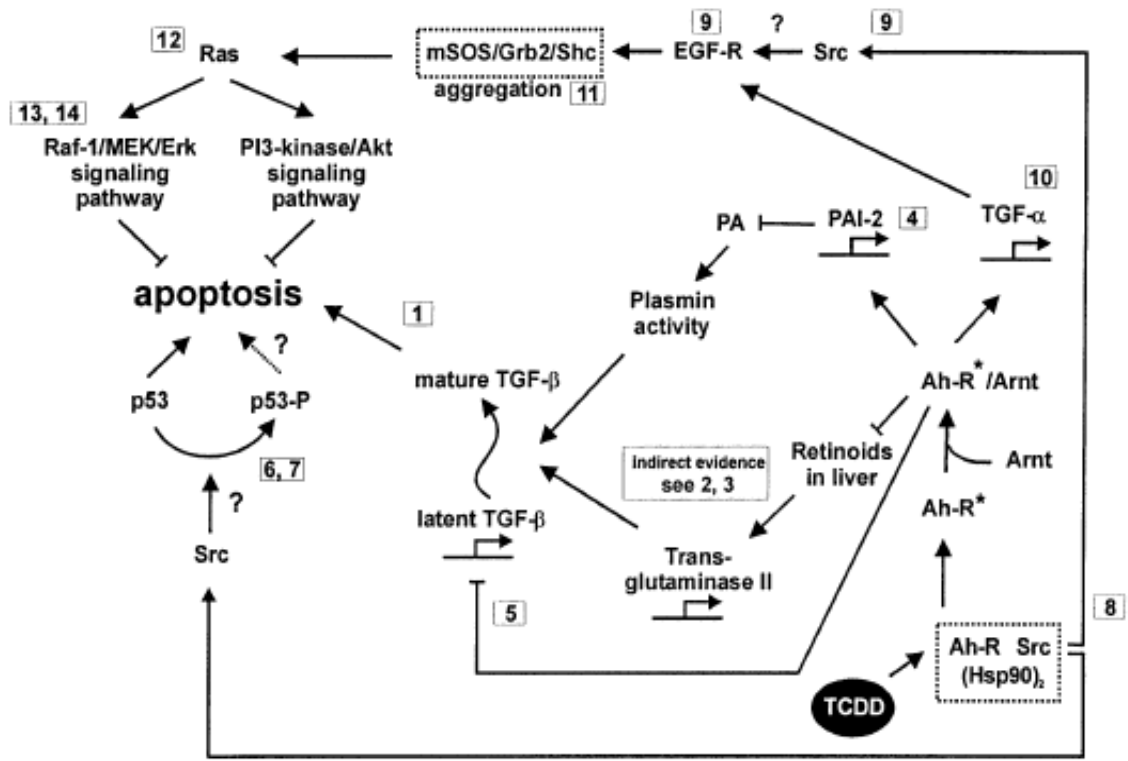 9 ? 9
12 Ras mSOS/Grb2/Shc EGF-R Src
aggregation 11
13, 14
Raf-1/MEK/Erk PI3-kinase/Akt
signaling signaling
pathway pathway
10
PA PAI-2 4 TGF-α
apoptosis
1
Plasmin
activity
?
mature TGF-β Ah-R*/Arnt
p53 p53-P
6, 7
Indirect evidence
see 2, 3
Retinoids
in liver
Arnt
?
latent TGF-β Ah-R*
Src
Trans-
glutaminase II
5 8
Ah-R Src
(Hsp90)₂
TCDD